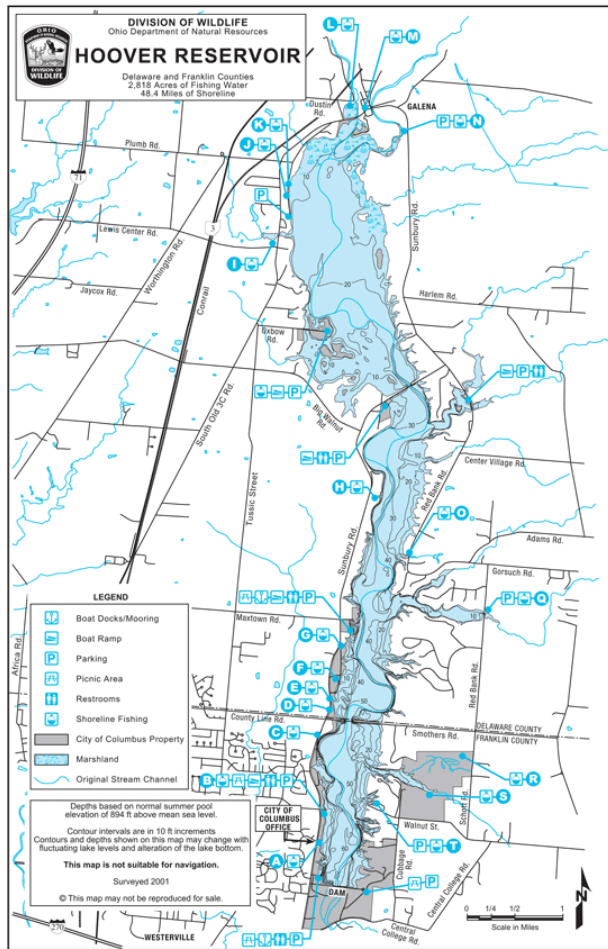 DIVISION OF WILDLIFE
Ohio Department of Natural Resources
HOOVER RESERVOIR
Delaware and Franklin Counties
2,818 Acres of Fishing Water
48.4 Miles of Shoreline
OHIO
DIVISION OF
WILDLIFE
L
M
Dustin
Rd.
GALENA
K
P
N
Plumb Rd.
J
71
P
Sunbury Rd.
3
Lewis Center Rd.
I
Worthington Rd.
Conrail
Jaycox Rd.
Harlem Rd.
Oxbow
Rd.
South Old 3C Rd.
P
Big Walnut
Rd.
P
P
Center Village Rd.
Tussic Street
H
Red Bank Rd.
Sunbury Rd.
O
Adams Rd.
Gorsuch Rd.
P
P
Q
Maxtown Rd.
G
F
E
D
Africa Rd.
Red Bank Rd.
County Line Rd.
DELAWARE COUNTY
Smothers Rd.
FRANKLIN COUNTY
C
R
B
P
S
Schott Rd.
CITY OF
COLUMBUS
OFFICE
Walnut St.
P
T
A
Cubbage
Rd.
DAM
P
Central College Rd.
Central
College Rd.
P
WESTERVILLE
270
LEGEND
Boat Docks/Mooring
Boat Ramp
P Parking
Picnic Area
Restrooms
Shoreline Fishing
City of Columbus Property
Marshland
Original Stream Channel
Depths based on normal summer pool
elevation of 894 ft above mean sea level.
Contour intervals are in 10 ft increments
Contours and depths shown on this map may change with
fluctuating lake levels and alteration of the lake bottom.
This map is not suitable for navigation.
Surveyed 2001
© This map may not be reproduced for sale.
N
0 1/4 1/2 1
Scale in Miles